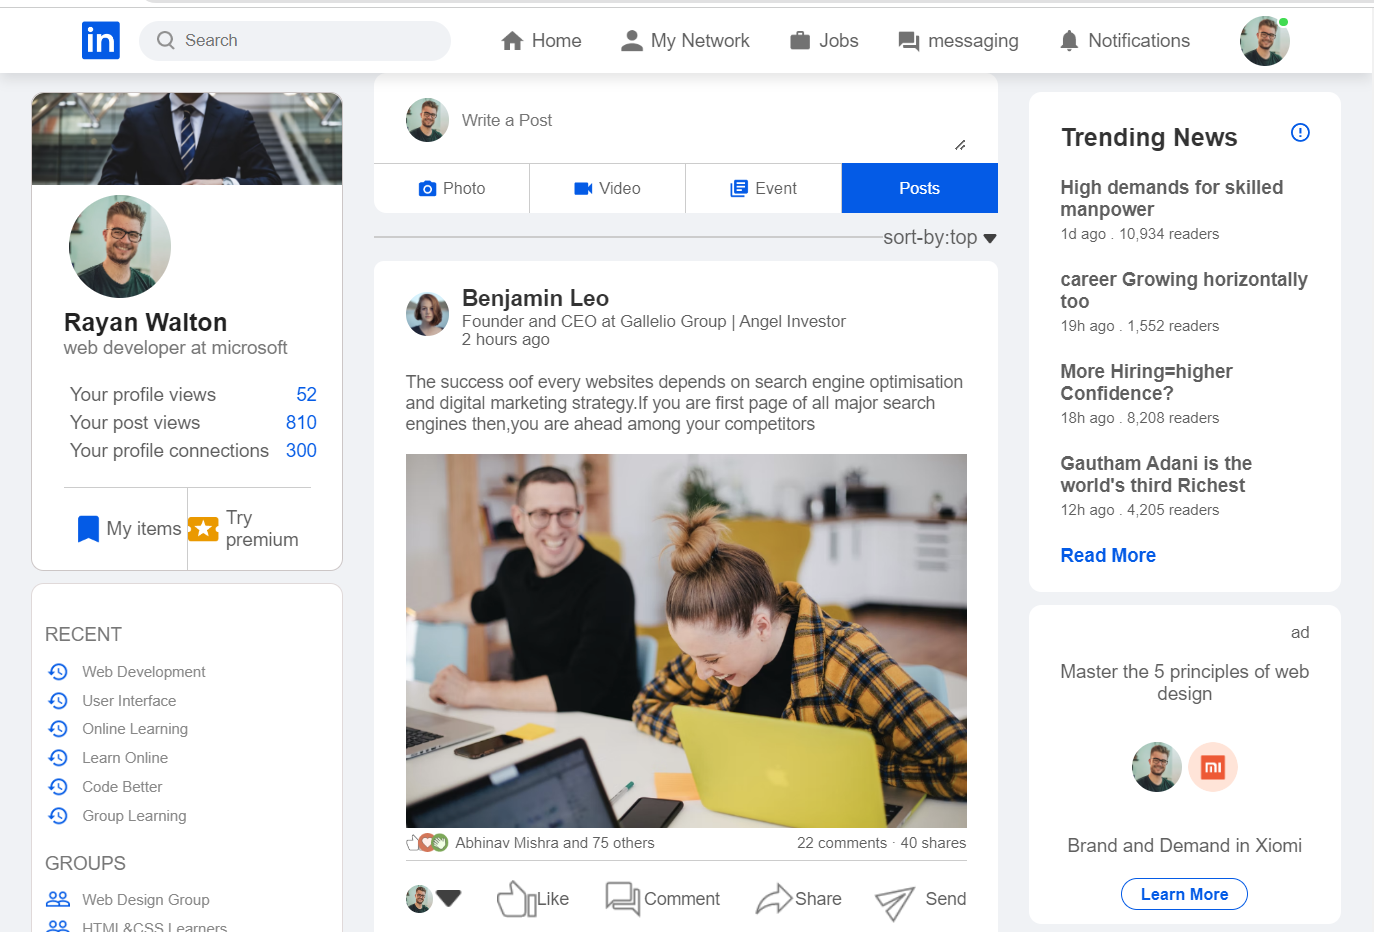 in
Search
Home
My Network
Jobs
messaging
Notifications
Rayan Walton
web developer at microsoft
Your profile views 52
Your post views 810
Your profile connections 300
My items
Try
premium
RECENT
Web Development
User Interface
Online Learning
Learn Online
Code Better
Group Learning
GROUPS
Web Design Group
HTML&CSS Learners
Write a Post
Photo
Video
Event
Posts
sort-by:top
Benjamin Leo
Founder and CEO at Gallelio Group | Angel Investor
2 hours ago
The success oof every websites depends on search engine optimisation
and digital marketing strategy.If you are first page of all major search
engines then,you are ahead among your competitors
Abhinav Mishra and 75 others
22 comments · 40 shares
Like
Comment
Share
Send
Trending News
High demands for skilled
manpower
1d ago . 10,934 readers
career Growing horizontally
too
19h ago . 1,552 readers
More Hiring=higher
Confidence?
18h ago . 8,208 readers
Gautham Adani is the
world's third Richest
12h ago . 4,205 readers
Read More
ad
Master the 5 principles of web
design
mi
Brand and Demand in Xiomi
Learn More